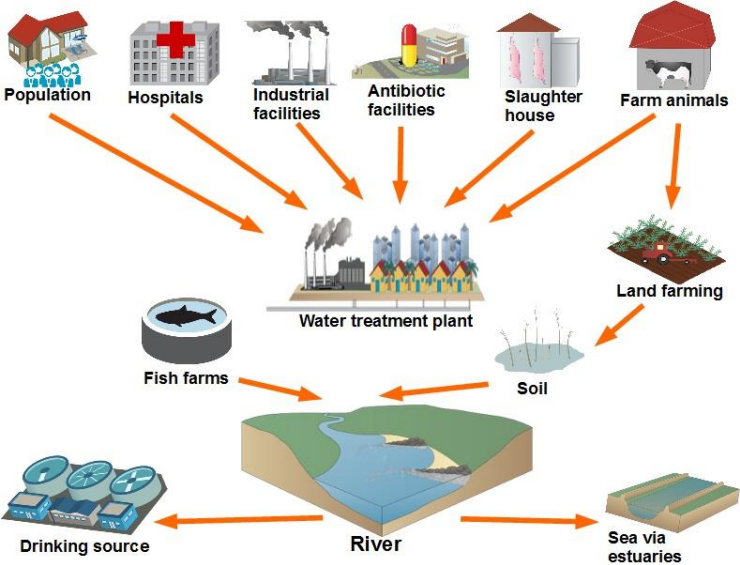 Population
Hospitals
Industrial
facilities
Antibiotic
facilities
Slaughter
house
Farm animals
Water treatment plant
Land farming
Fish farms
Soil
Drinking source
River
Sea via
estuaries